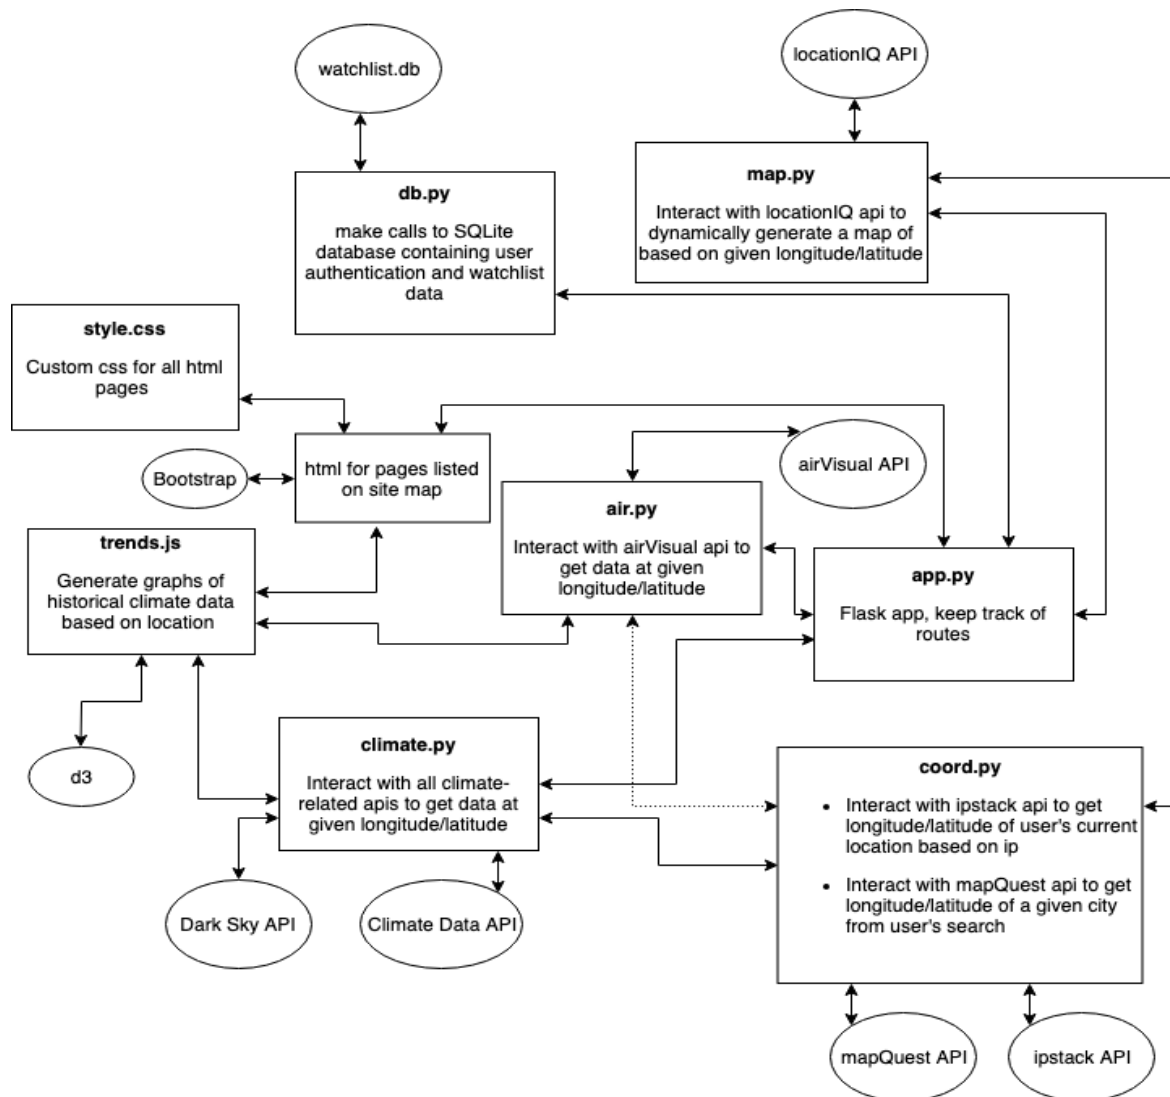 locationIQ API
watchlist.db
map.py
Interact with locationIQ api to
dynamically generate a map of
based on given longitude/latitude
db.py
make calls to SQLite
database containing user
authentication and watchlist
data
style.css
Custom css for all html
pages
html for pages listed
on site map
Bootstrap
airVisual API
air.py
Interact with airVisual api to
get data at given
longitude/latitude
trends.js
Generate graphs of
historical climate data
based on location
app.py
Flask app, keep track of
routes
d3
climate.py
Interact with all climate-
related apis to get data at
given longitude/latitude
coord.py
• Interact with ipstack api to get
longitude/latitude of user's current
location based on ip
• Interact with mapQuest api to get
longitude/latitude of a given city
from user's search
Dark Sky API
Climate Data API
mapQuest API
ipstack API